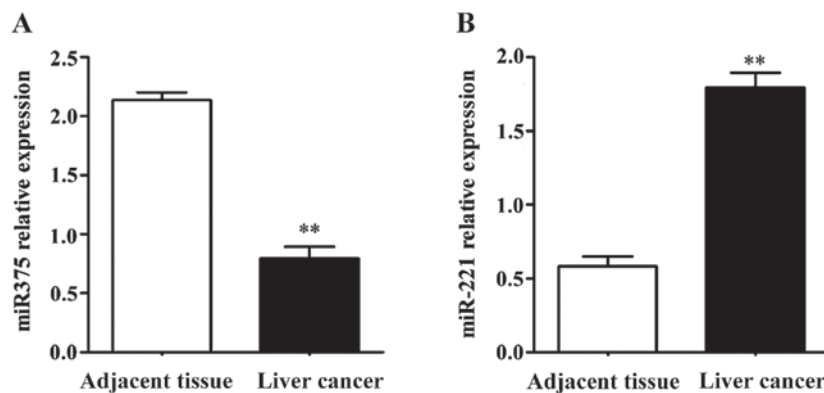 A
miR375 relative expression
2.5
2.0
1.5
1.0
0.5
0.0
**
Adjacent tissue
Liver cancer
B
miR-221 relative expression
2.0
1.5
1.0
0.5
0.0
**
Adjacent tissue
Liver cancer